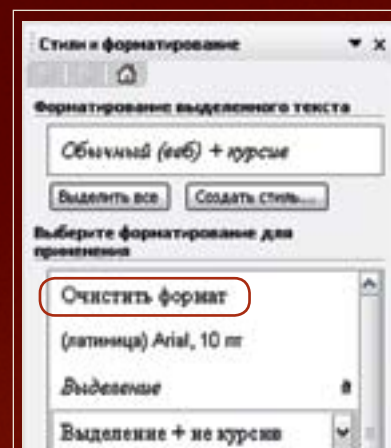 Стили и форматирование
Форматирование выделенного текста
Обычный (веб) + курсив
Выделить все
Создать стиль...
Выберите форматирование для
применения
Очистить формат
(латиница) Arial, 10 пт
Выделение
a
Выделение + не курсив